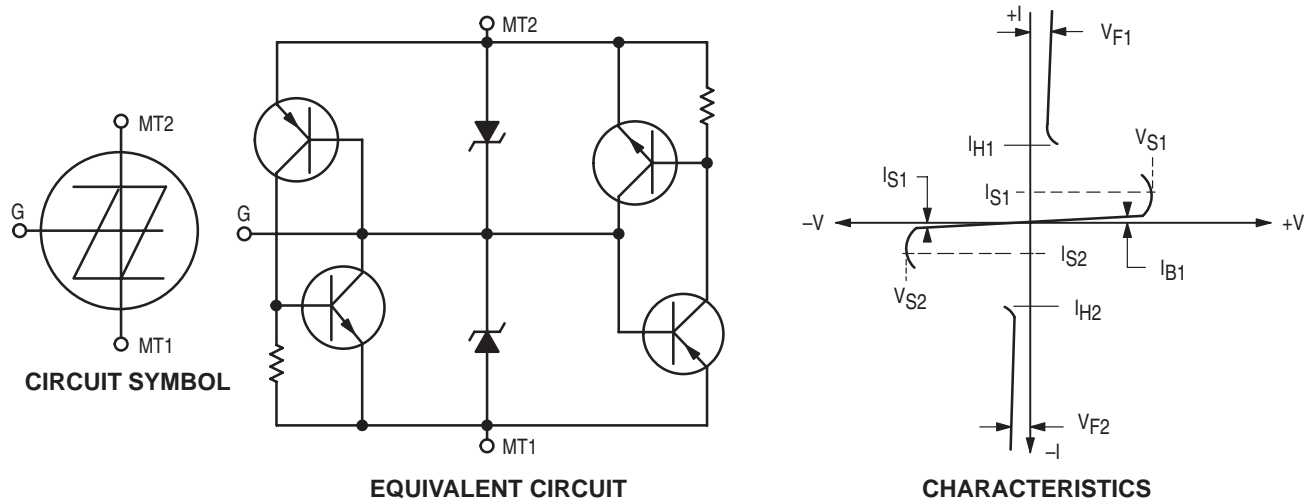 MT2
G
MT1
CIRCUIT SYMBOL
MT2
G
MT1
EQUIVALENT CIRCUIT
+I
VF1
IH1
VS1
IS1
IS1
–V
+V
IS2
IB1
VS2
IH2
VF2
–I
CHARACTERISTICS